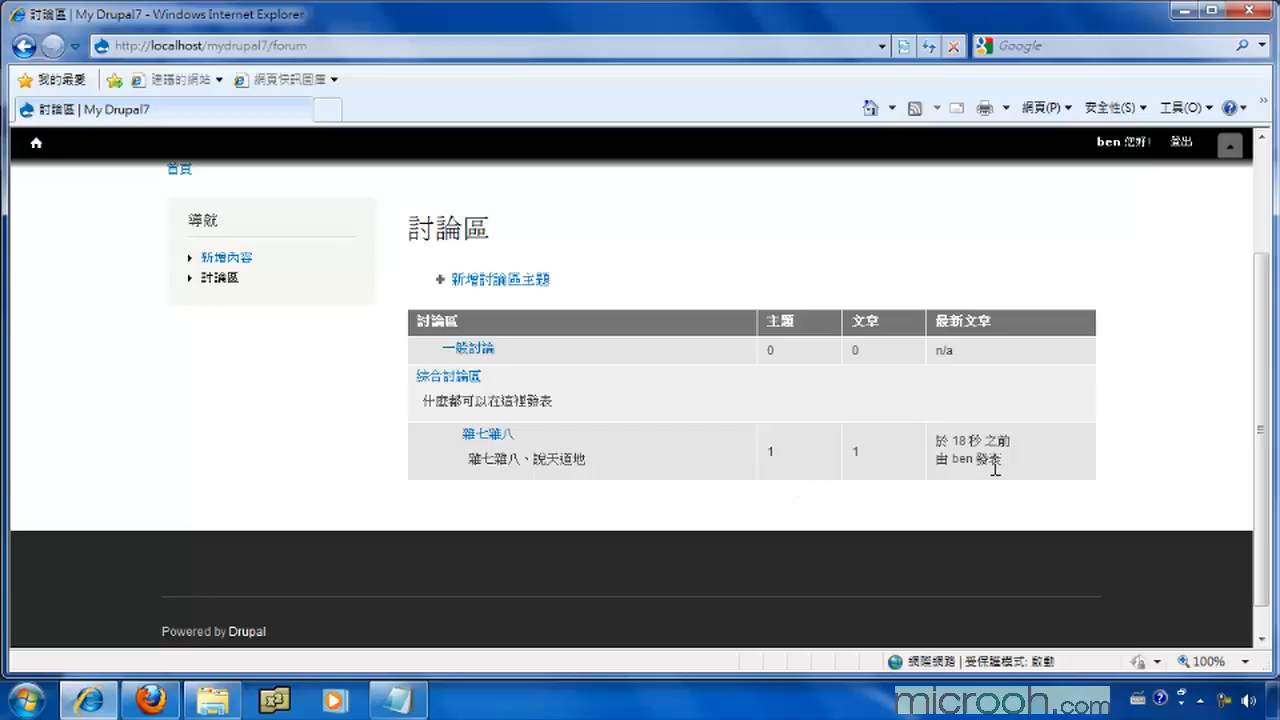 討論區 | My Drupal7 - Windows Internet Explorer
http://localhost/mydrupal7/forum
Google
我的最愛
建議的網站
網頁快訊圖庫
討論區 | My Drupal7
網頁(P)
安全性(S)
工具(O)
ben 您好!
登出
首頁
導航
新增內容
討論區
討論區
新增討論區主題
討論區 主題 文章 最新文章
一般討論 0 0 n/a
綜合討論區
什麼都可以在這裡發表
雜七雜八
雜七雜八、說天道地
1 1
於 18 秒 之前
由 ben 發表
Powered by Drupal
網際網路 | 受保護模式: 啟動
100%
microoh.com